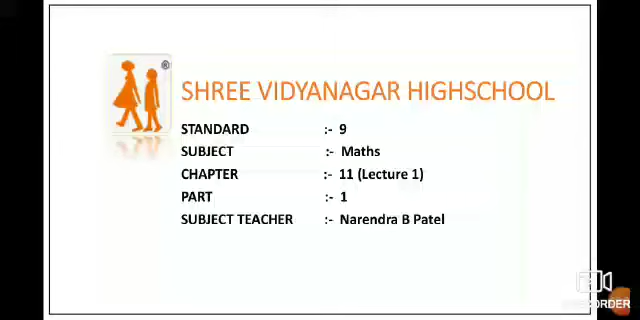 ®
SHREE VIDYANAGAR HIGHSCHOOL
STANDARD :- 9
SUBJECT :- Maths
CHAPTER :- 11 (Lecture 1)
PART :- 1
SUBJECT TEACHER :- Narendra B Patel